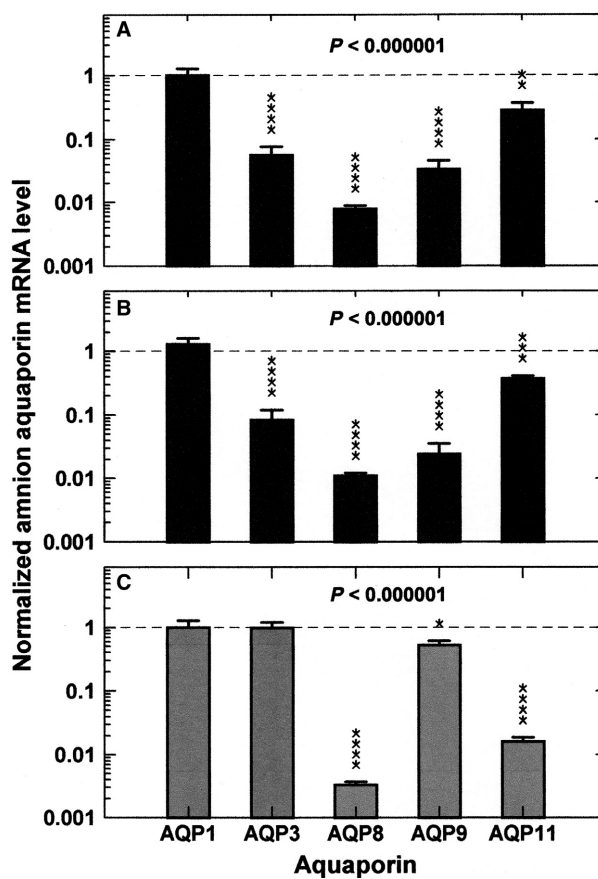 Normalized amnion aquaporin mRNA level
A
P < 0.000001
1
0.1
0.01
0.001
****
****
****
**
B
P < 0.000001
1
0.1
0.01
0.001
****
****
****
***
C
P < 0.000001
1
0.1
0.01
0.001
****
*
****
AQP1 AQP3 AQP8 AQP9 AQP11
Aquaporin